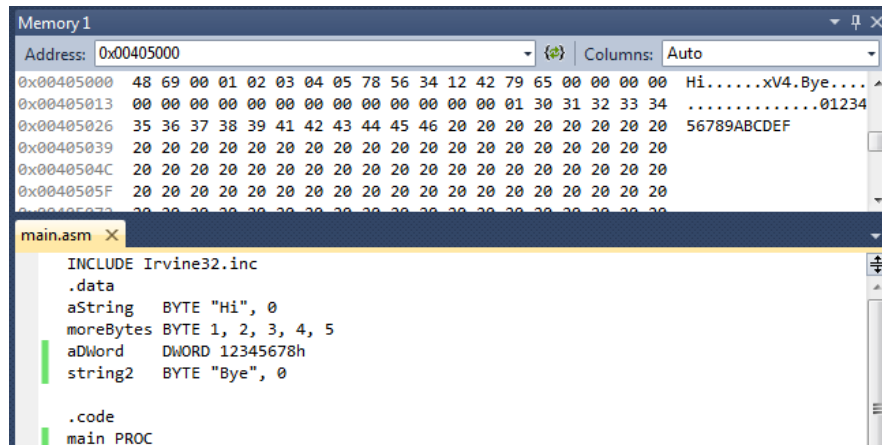 Memory 1
Address: 0x00405000 Columns: Auto
0x00405000 48 69 00 01 02 03 04 05 78 56 34 12 42 79 65 00 00 00 00 Hi......xV4.Bye....
0x00405013 00 00 00 00 00 00 00 00 00 00 00 00 00 01 30 31 32 33 34 ..............01234
0x00405026 35 36 37 38 39 41 42 43 44 45 46 20 20 20 20 20 20 20 20 56789ABCDEF
0x00405039 20 20 20 20 20 20 20 20 20 20 20 20 20 20 20 20 20 20 20
0x0040504C 20 20 20 20 20 20 20 20 20 20 20 20 20 20 20 20 20 20 20
0x0040505F 20 20 20 20 20 20 20 20 20 20 20 20 20 20 20 20 20 20 20
main.asm
INCLUDE Irvine32.inc
.data
aString BYTE "Hi", 0
moreBytes BYTE 1, 2, 3, 4, 5
aDWord DWORD 12345678h
string2 BYTE "Bye", 0
.code
main PROC